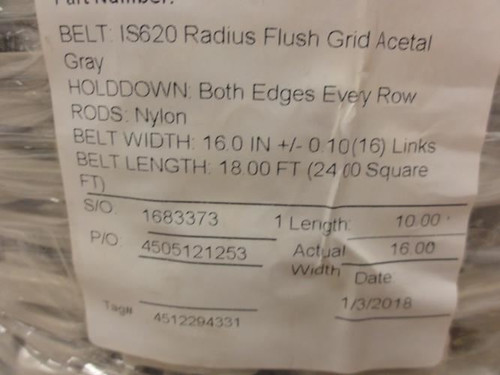 Part Number:
BELT: IS620 Radius Flush Grid Acetal
Gray
HOLDDOWN: Both Edges Every Row
RODS: Nylon
BELT WIDTH: 16.0 IN +/- 0.10(16) Links
BELT LENGTH: 18.00 FT (24.00 Square
FT)
S/O 1683373 1 Length: 10.00
P/O 4505121253 Actual 16.00
Width Date
1/3/2018
Tag# 4512294331